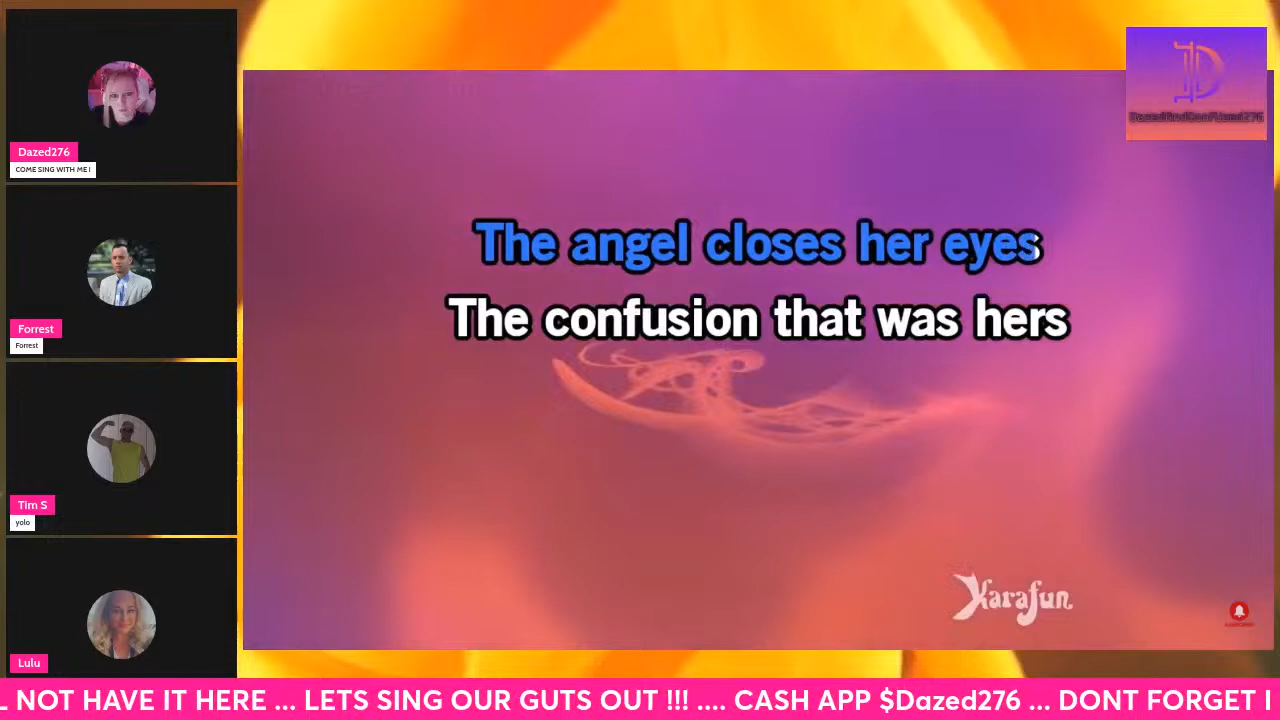 Dazed276
COME SING WITH ME !
Forrest
Forrest
Tim S
yolo
Lulu
DazedAndConfUzed276
The angel closes her eyes
The confusion that was hers
Karafun
NOT HAVE IT HERE ... LETS SING OUR GUTS OUT !!! .... CASH APP $Dazed276 ... DONT FORGET